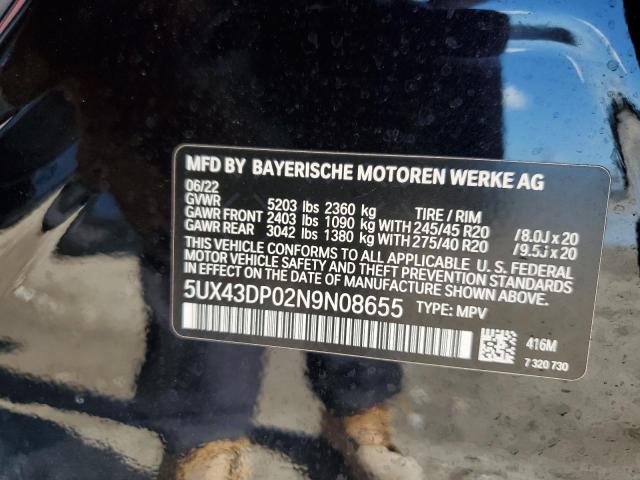 MFD BY BAYERISCHE MOTOREN WERKE AG
06/22
GVWR 5203 lbs 2360 kg TIRE / RIM
GAWR FRONT 2403 lbs 1090 kg WITH 245/45 R20 /8.0J x 20
GAWR REAR 3042 lbs 1380 kg WITH 275/40 R20 /9.5J x 20
THIS VEHICLE CONFORMS TO ALL APPLICABLE U. S. FEDERAL
MOTOR VEHICLE SAFETY AND THEFT PREVENTION STANDARDS
IN EFFECT ON THE DATE OF MANUFACTURE SHOWN ABOVE.
5UX43DP02N9N08655 TYPE: MPV
416M
7 320 730